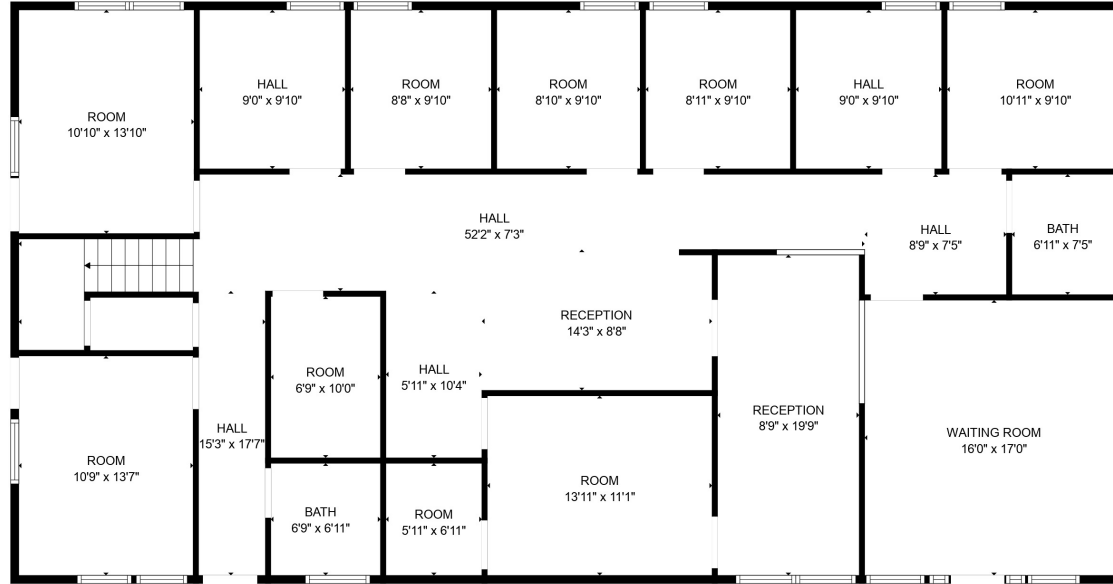 HALL
9'0" x 9'10"
ROOM
8'8" x 9'10"
ROOM
8'10" x 9'10"
ROOM
8'11" x 9'10"
HALL
9'0" x 9'10"
ROOM
10'11" x 9'10"
ROOM
10'10" x 13'10"
HALL
52'2" x 7'3"
HALL
8'9" x 7'5"
BATH
6'11" x 7'5"
RECEPTION
14'3" x 8'8"
ROOM
6'9" x 10'0"
HALL
5'11" x 10'4"
RECEPTION
8'9" x 19'9"
HALL
15'3" x 17'7"
WAITING ROOM
16'0" x 17'0"
ROOM
10'9" x 13'7"
ROOM
13'11" x 11'1"
BATH
6'9" x 6'11"
ROOM
5'11" x 6'11"